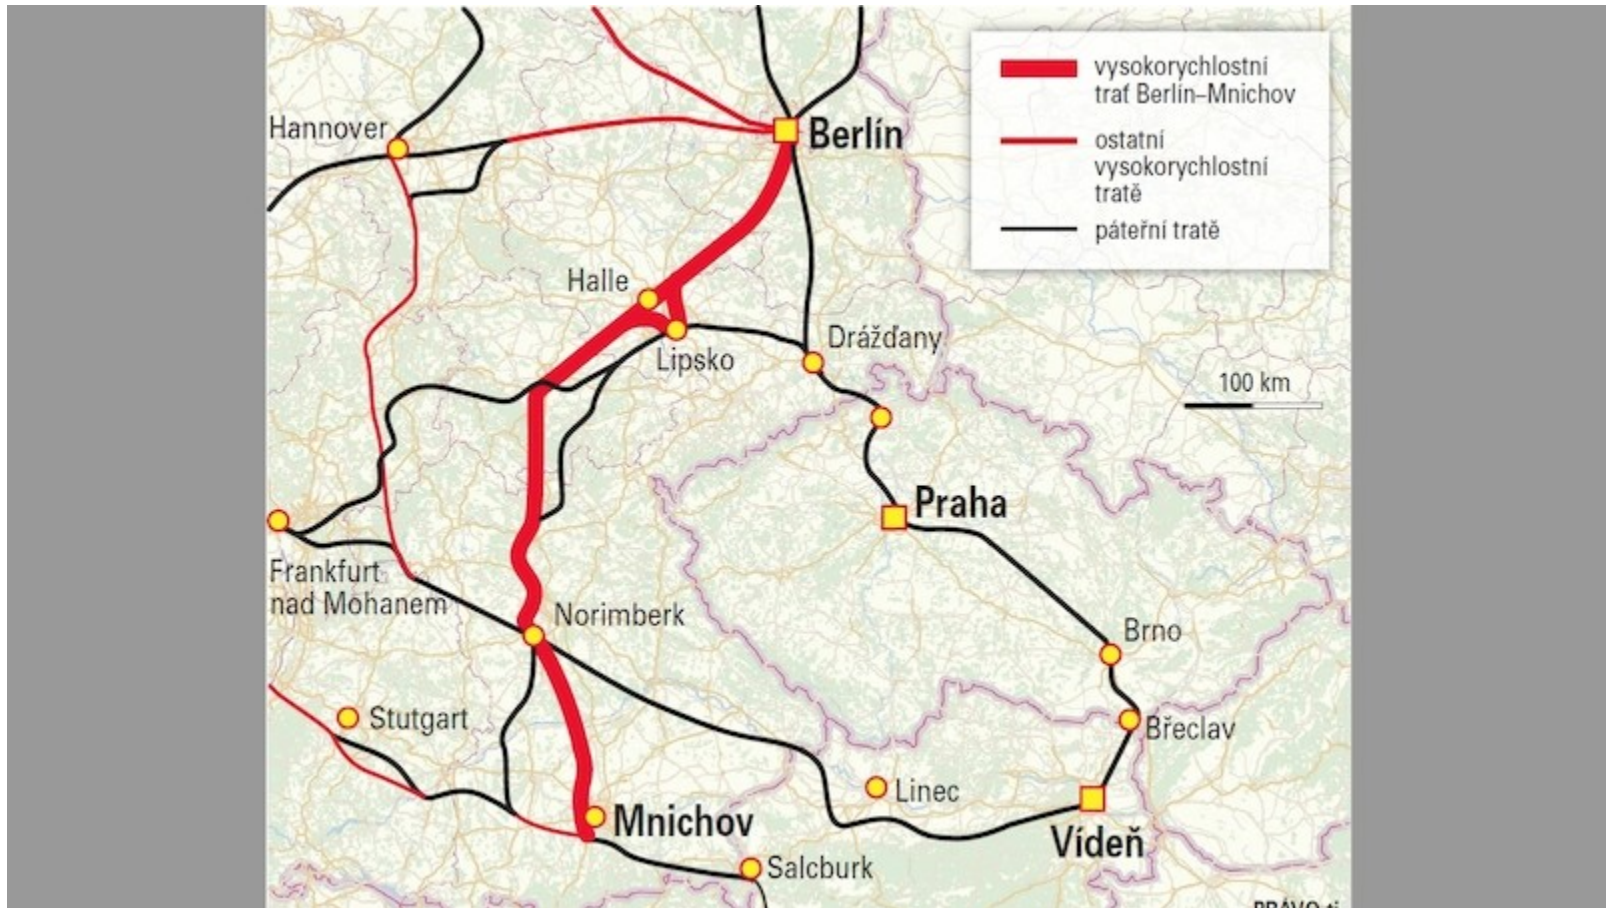 vysokorychlostní
trať Berlín–Mnichov
ostatní
vysokorychlostní
tratě
páteřní tratě
Hannover
Berlín
Halle
Lipsko
Drážďany
100 km
Praha
Frankfurt
nad Mohanem
Norimberk
Brno
Stutgart
Břeclav
Linec
Mnichov
Vídeň
Salcburk